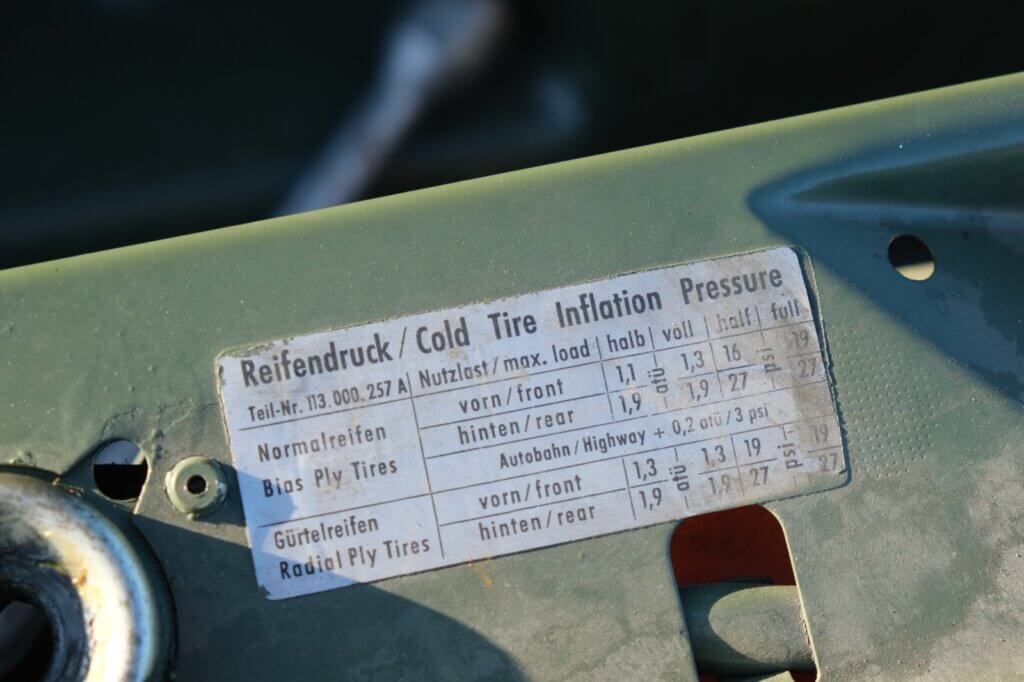 Reifendruck/Cold Tire Inflation Pressure
Teil-Nr. 113.000.257 A Nutzlast/max. load halb voll half full
Normalreifen vorn/front 1,1 atü 1,3 16 psi 19
Bias Ply Tires hinten/rear 1,9 1,9 27 27
Autobahn/Highway + 0,2 atü/3 psi
Gürtelreifen vorn/front 1,3 atü 1,3 19 psi 19
Radial Ply Tires hinten/rear 1,9 1,9 27 27